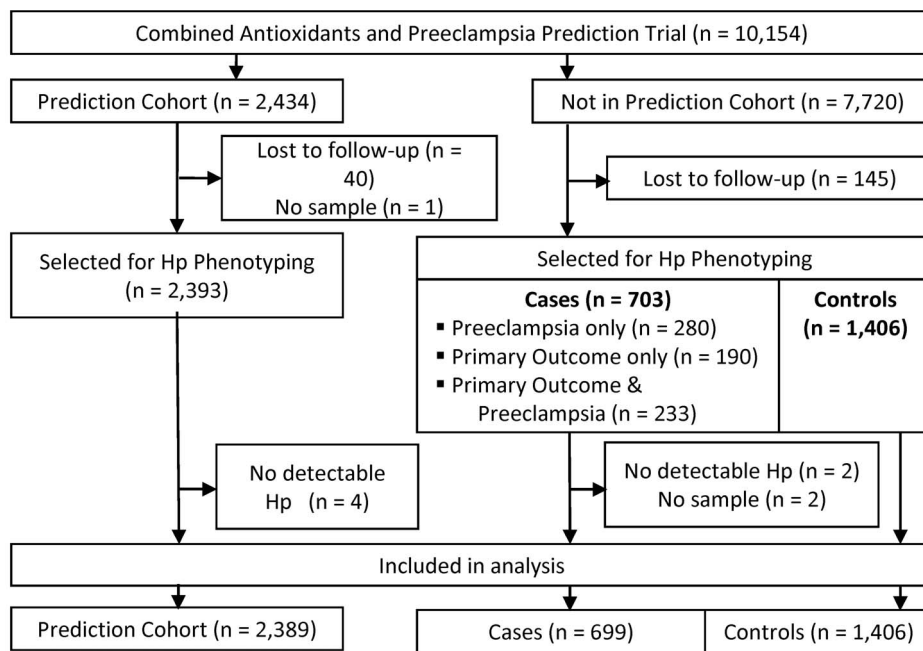 Combined Antioxidants and Preeclampsia Prediction Trial (n = 10,154)
Prediction Cohort (n = 2,434)
Not in Prediction Cohort (n = 7,720)
Lost to follow-up (n =
40)
No sample (n = 1)
Lost to follow-up (n = 145)
Selected for Hp Phenotyping
(n = 2,393)
Selected for Hp Phenotyping
Cases (n = 703)
▪ Preeclampsia only (n = 280)
▪ Primary Outcome only (n = 190)
▪ Primary Outcome &
Preeclampsia (n = 233)
Controls
(n = 1,406)
No detectable
Hp (n = 4)
No detectable Hp (n = 2)
No sample (n = 2)
Included in analysis
Prediction Cohort (n = 2,389)
Cases (n = 699)
Controls (n = 1,406)